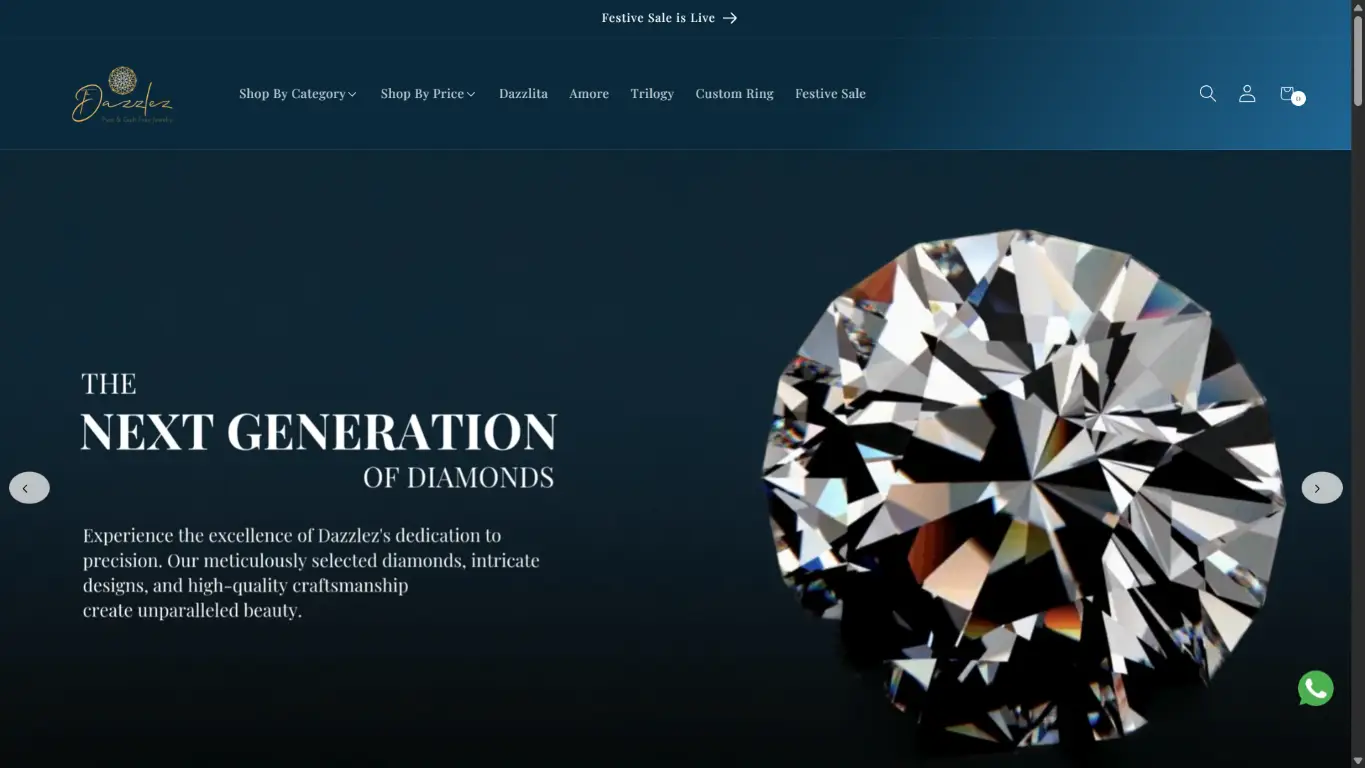 Festive Sale is Live
Dazzlez
Shop By Category
Shop By Price
Dazzlita
Amore
Trilogy
Custom Ring
Festive Sale
0
THE
NEXT GENERATION
OF DIAMONDS
Experience the excellence of Dazzlez's dedication to
precision. Our meticulously selected diamonds, intricate
designs, and high-quality craftsmanship
create unparalleled beauty.